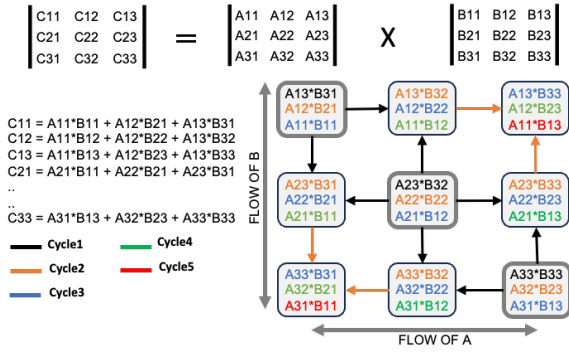 C11 C12 C13
C21 C22 C23
C31 C32 C33
=
A11 A12 A13
A21 A22 A23
A31 A32 A33
X
B11 B12 B13
B21 B22 B23
B31 B32 B33
C11 = A11*B11 + A12*B21 + A13*B31
C12 = A11*B12 + A12*B22 + A13*B32
C13 = A11*B13 + A12*B23 + A13*B33
C21 = A21*B11 + A22*B21 + A23*B31
..
..
C33 = A31*B13 + A32*B23 + A33*B33
Cycle1
Cycle4
Cycle2
Cycle5
Cycle3
FLOW OF B
A13*B31
A12*B21
A11*B11
A13*B32
A12*B22
A11*B12
A13*B33
A12*B23
A11*B13
A23*B31
A22*B21
A21*B11
A23*B32
A22*B22
A21*B12
A23*B33
A22*B23
A21*B13
A33*B31
A32*B21
A31*B11
A33*B32
A32*B22
A31*B12
A33*B33
A32*B23
A31*B13
FLOW OF A